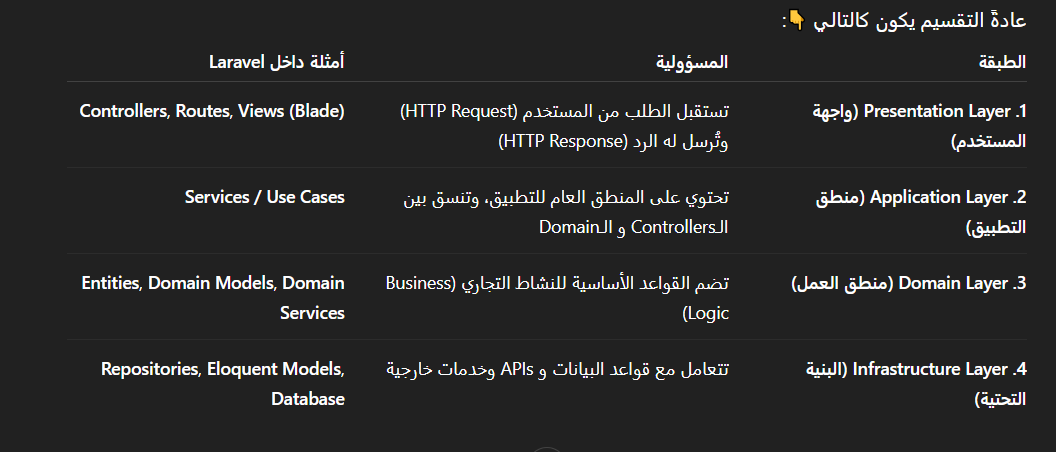 عادةً التقسيم يكون كالتالي 👇:
الطبقة
المسؤولية
أمثلة داخل Laravel
1. Presentation Layer (واجهة
المستخدم)
تستقبل الطلب من المستخدم (HTTP Request)
وتُرسل له الرد (HTTP Response)
Controllers, Routes, Views (Blade)
2. Application Layer (منطق
التطبيق)
تحتوي على المنطق العام للتطبيق، وتنسق بين
الـControllers و الـDomain
Services / Use Cases
3. Domain Layer (منطق العمل)
تضم القواعد الأساسية للنشاط التجاري (Business
Logic)
Entities, Domain Models, Domain
Services
4. Infrastructure Layer (البنية
التحتية)
تتعامل مع قواعد البيانات و APIs وخدمات خارجية
Repositories, Eloquent Models,
Database